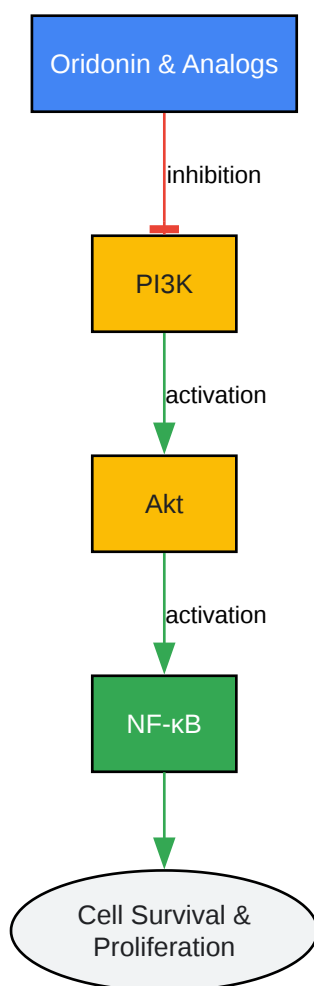 Oridonin & Analogs
inhibition
PI3K
activation
Akt
activation
NF-κB
Cell Survival &
Proliferation